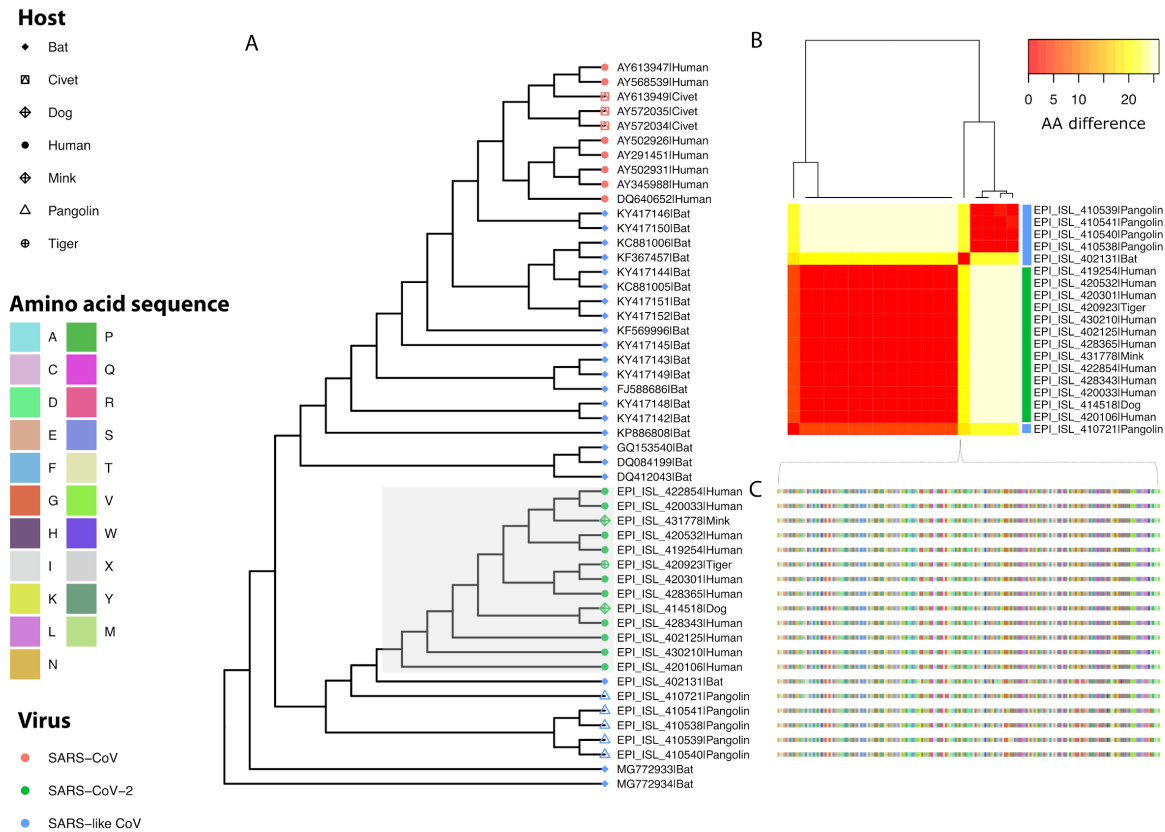 Host
Bat
Civet
Dog
Human
Mink
Pangolin
Tiger
Amino acid sequence
A P
C Q
D R
E S
F T
G V
H W
I X
K Y
L M
N
Virus
SARS−CoV
SARS−CoV−2
SARS−like CoV
A
AY613947|Human
AY568539|Human
AY613949|Civet
AY572035|Civet
AY572034|Civet
AY502926|Human
AY291451|Human
AY502931|Human
AY345988|Human
DQ640652|Human
KY417146|Bat
KY417150|Bat
KC881006|Bat
KF367457|Bat
KY417144|Bat
KC881005|Bat
KY417151|Bat
KY417152|Bat
KF569996|Bat
KY417145|Bat
KY417143|Bat
KY417149|Bat
FJ588686|Bat
KY417148|Bat
KY417142|Bat
KP886808|Bat
GQ153540|Bat
DQ084199|Bat
DQ412043|Bat
EPI_ISL_422854|Human
EPI_ISL_420033|Human
EPI_ISL_431778|Mink
EPI_ISL_420532|Human
EPI_ISL_419254|Human
EPI_ISL_420923|Tiger
EPI_ISL_420301|Human
EPI_ISL_428365|Human
EPI_ISL_414518|Dog
EPI_ISL_428343|Human
EPI_ISL_402125|Human
EPI_ISL_430210|Human
EPI_ISL_420106|Human
EPI_ISL_402131|Bat
EPI_ISL_410721|Pangolin
EPI_ISL_410541|Pangolin
EPI_ISL_410538|Pangolin
EPI_ISL_410539|Pangolin
EPI_ISL_410540|Pangolin
MG772933|Bat
MG772934|Bat
B
0 5 10 20
AA difference
EPI_ISL_410539|Pangolin
EPI_ISL_410541|Pangolin
EPI_ISL_410540|Pangolin
EPI_ISL_410538|Pangolin
EPI_ISL_402131|Bat
EPI_ISL_419254|Human
EPI_ISL_420532|Human
EPI_ISL_420301|Human
EPI_ISL_420923|Tiger
EPI_ISL_430210|Human
EPI_ISL_402125|Human
EPI_ISL_428365|Human
EPI_ISL_431778|Mink
EPI_ISL_422854|Human
EPI_ISL_428343|Human
EPI_ISL_420033|Human
EPI_ISL_414518|Dog
EPI_ISL_420106|Human
EPI_ISL_410721|Pangolin
C